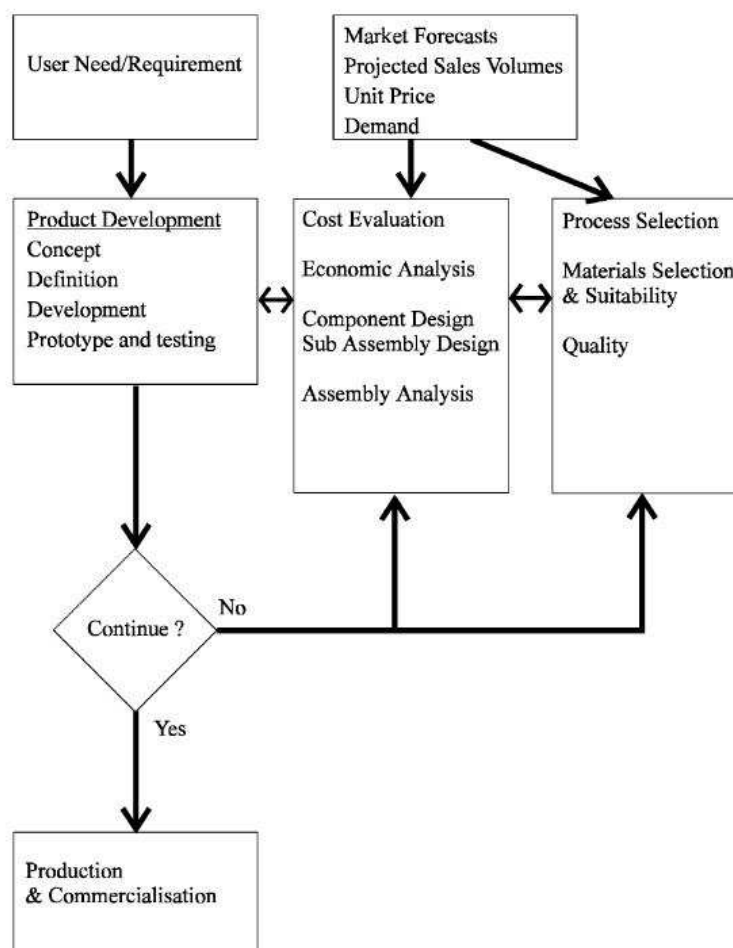 User Need/Requirement
Market Forecasts
Projected Sales Volumes
Unit Price
Demand
Product Development
Concept
Definition
Development
Prototype and testing
Cost Evaluation
Economic Analysis
Component Design
Sub Assembly Design
Assembly Analysis
Process Selection
Materials Selection
& Suitability
Quality
Continue ?
No
Yes
Production
& Commercialisation